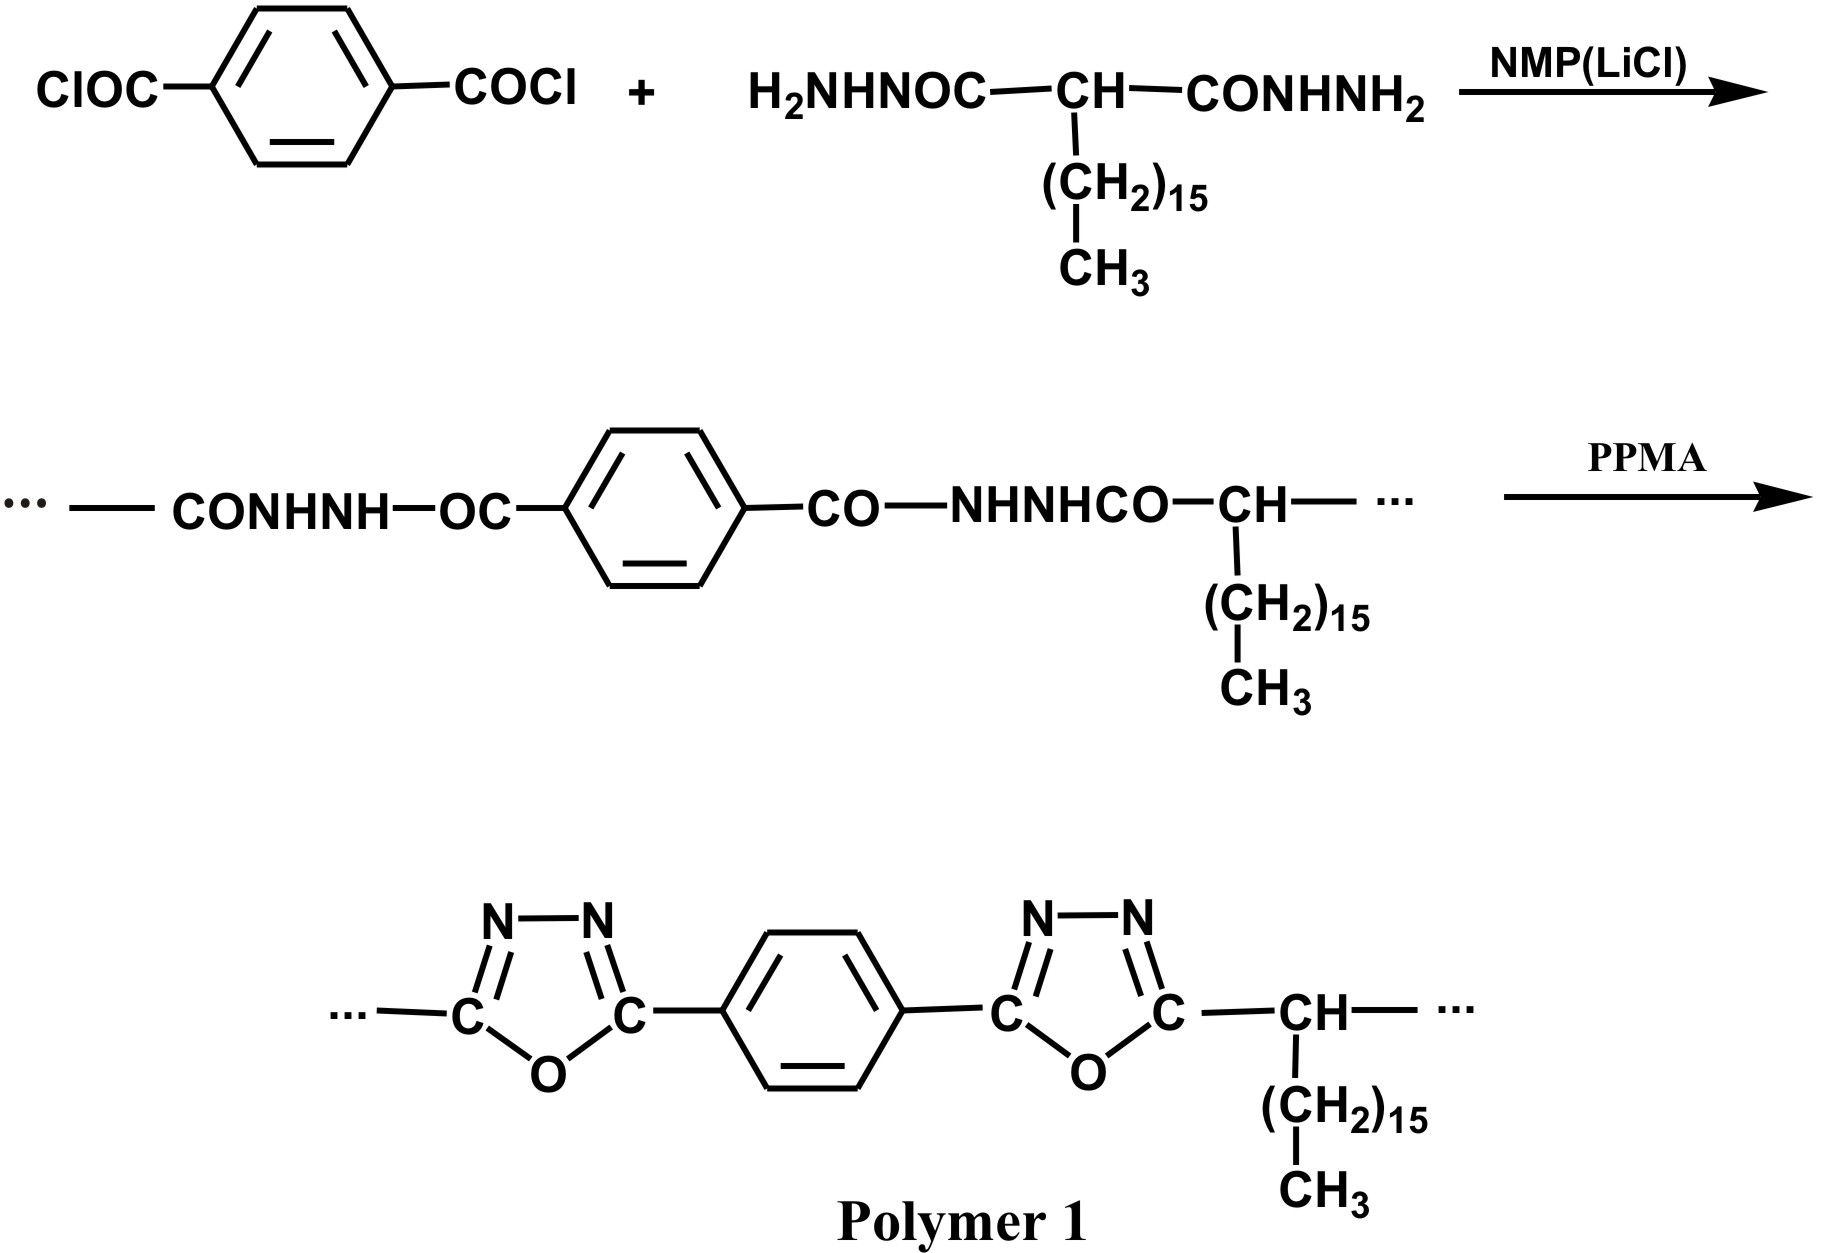 ClOC COCl + H₂NHNOC CH CONHNH₂ NMP(LiCl)
(CH₂)₁₅
CH₃
... CONHNH OC CO NHNHCO CH ... PPMA
(CH₂)₁₅
CH₃
N N N N
... C C C C CH ...
O O
(CH₂)₁₅
CH₃
Polymer 1